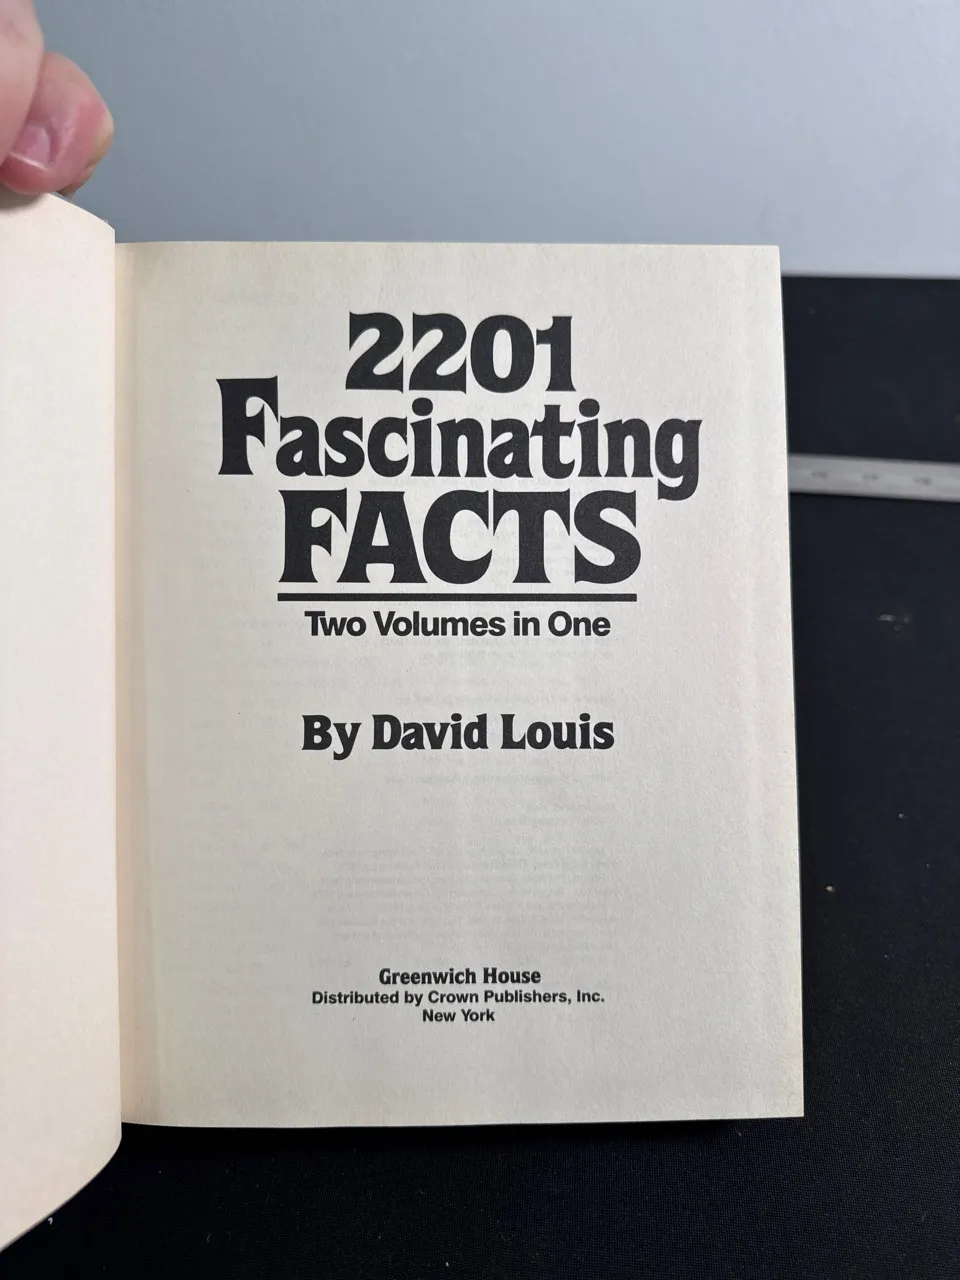 2201
Fascinating
FACTS
Two Volumes in One
By David Louis
Greenwich House
Distributed by Crown Publishers, Inc.
New York